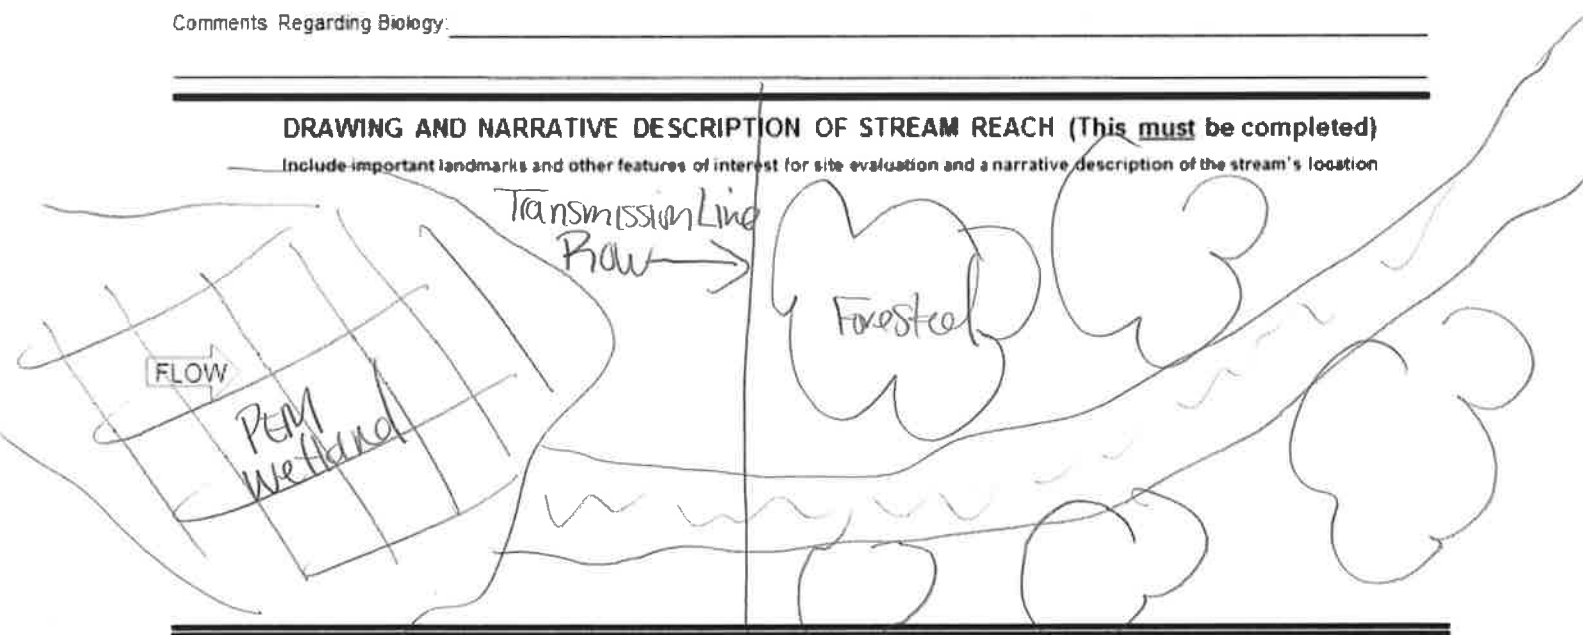 Comments Regarding Biology:
DRAWING AND NARRATIVE DESCRIPTION OF STREAM REACH (This must be completed)
Include important landmarks and other features of interest for site evaluation and a narrative description of the stream's location
Transmission Line
Row
Forested
FLOW
PEM
Wetland